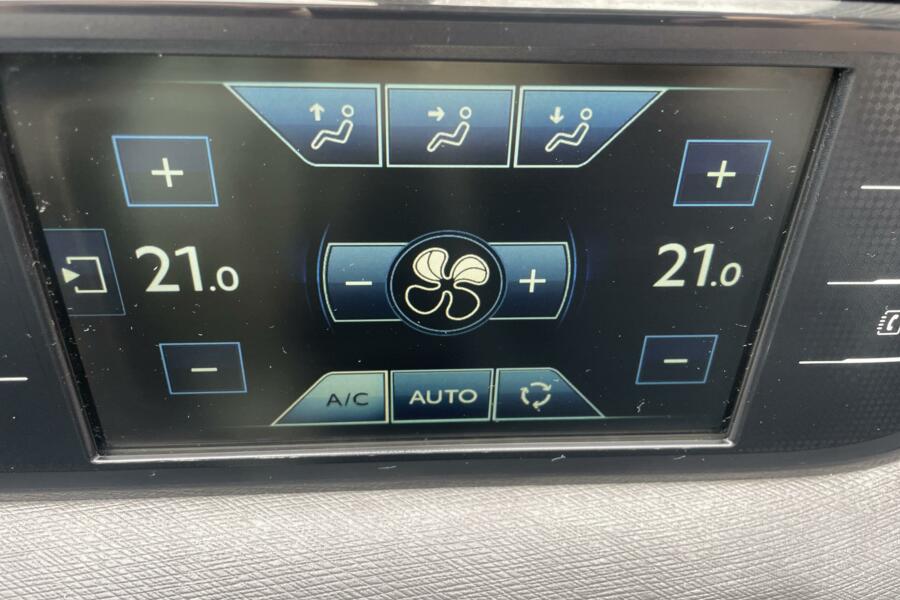 + +
21.0 - + 21.0
- -
A/C AUTO